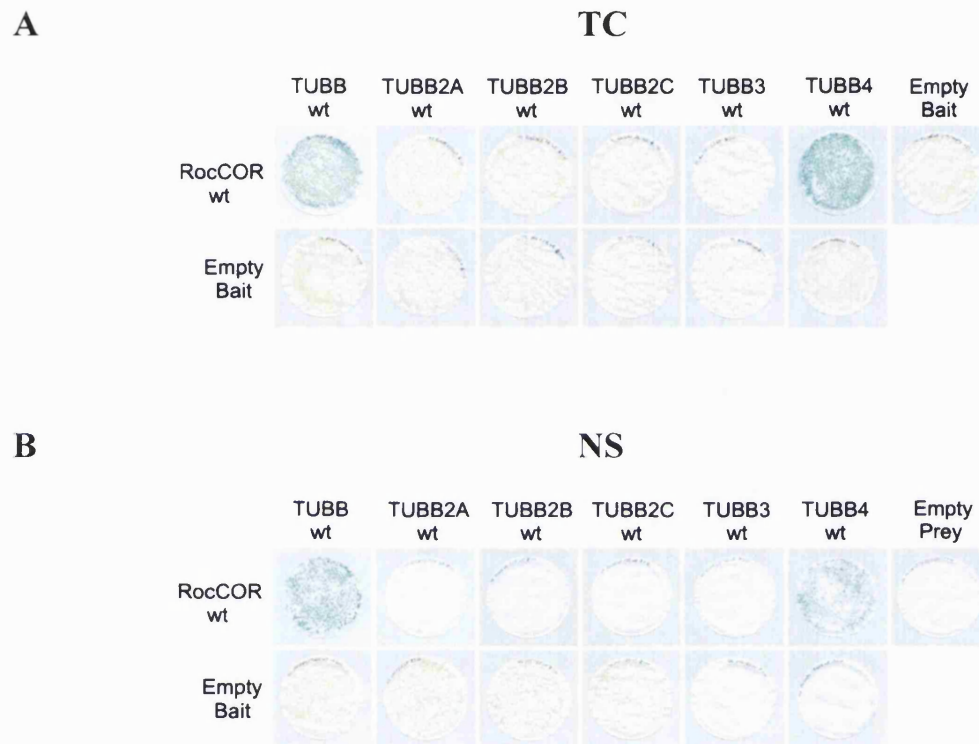 A
TC
TUBB TUBB2A TUBB2B TUBB2C TUBB3 TUBB4 Empty
wt wt wt wt wt wt Bait
RocCOR
wt
Empty
Bait
B
NS
TUBB TUBB2A TUBB2B TUBB2C TUBB3 TUBB4 Empty
wt wt wt wt wt wt Prey
RocCOR
wt
Empty
Bait